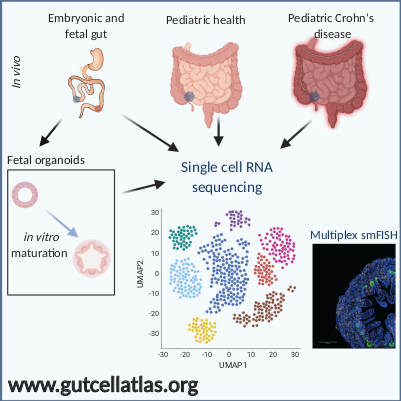 Embryonic and
fetal gut
Pediatric health
Pediatric Crohn's
disease
In vivo
Fetal organoids
in vitro
maturation
Single cell RNA
sequencing
Multiplex smFISH
UMAP2
30
20
10
0
-10
-20
-30
-30 -20 -10 0 10 20 30
UMAP1
www.gutcellatlas.org